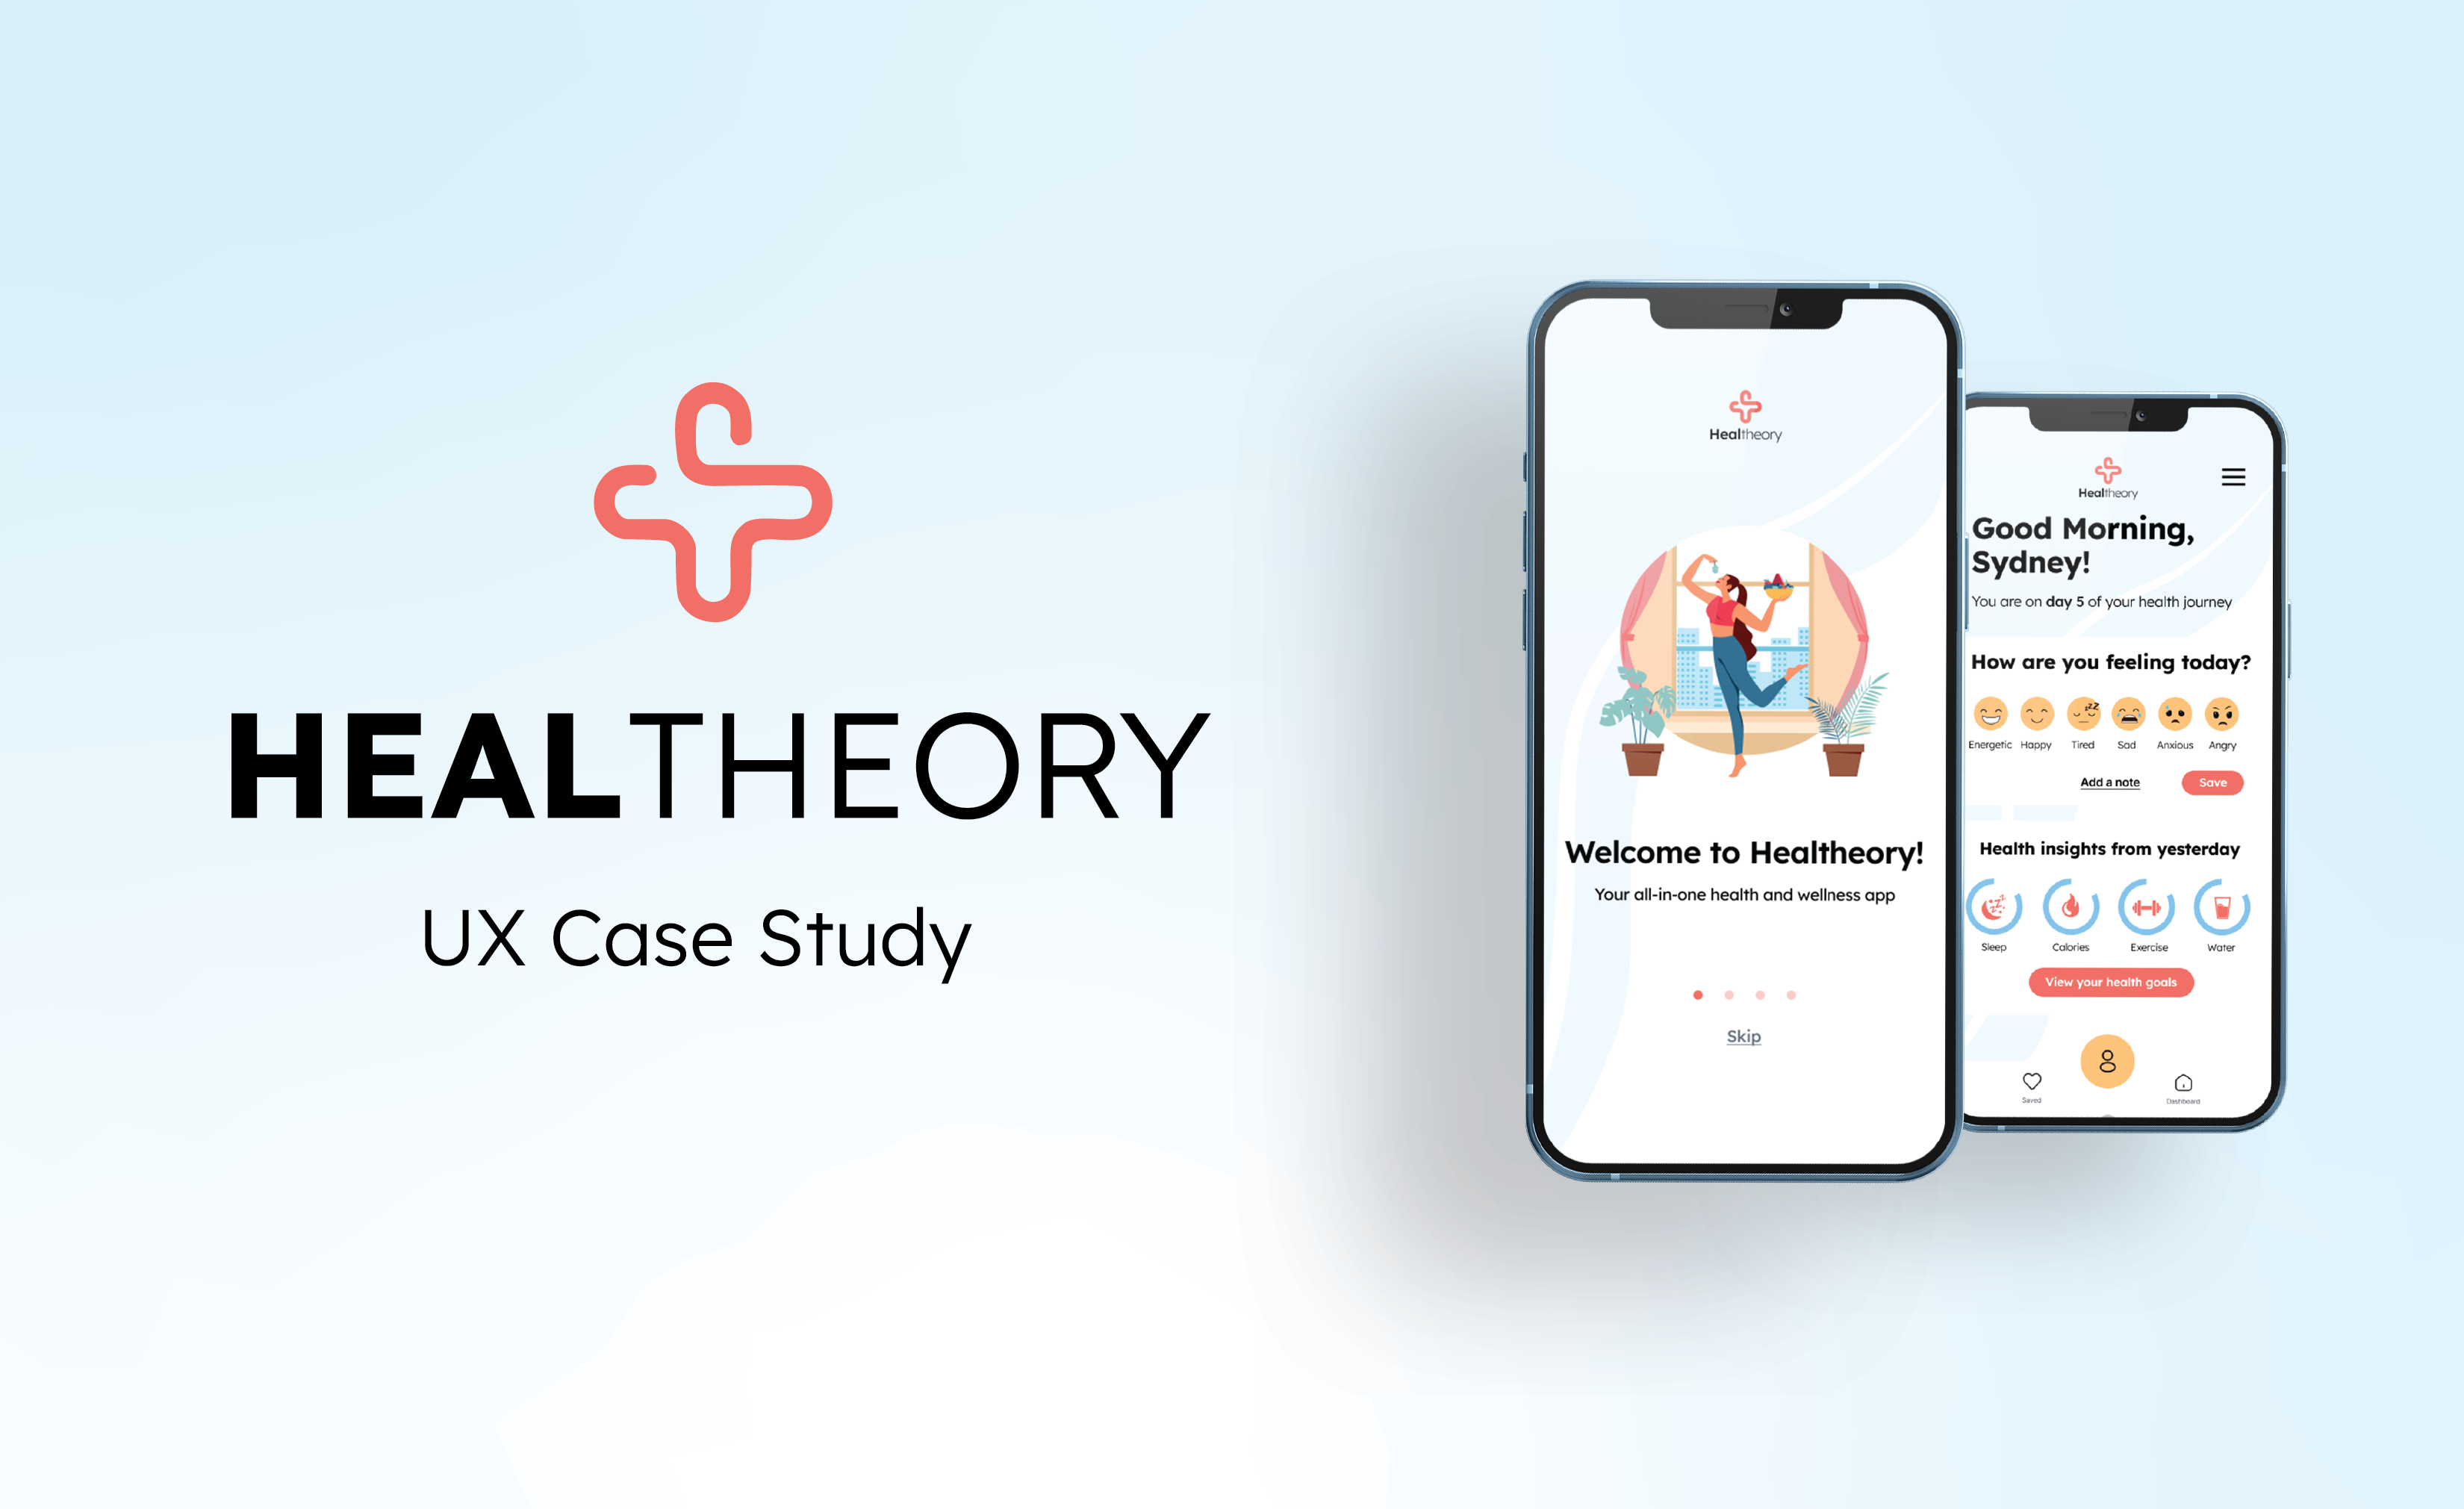 HEALTHEORY
UX Case Study
Healtheory
Welcome to Healtheory!
Your all-in-one health and wellness app
Skip
Healtheory
Good Morning,
Sydney!
You are on day 5 of your health journey
How are you feeling today?
Energetic Happy Tired Sad Anxious Angry
Add a note Save
Health insights from yesterday
Sleep Calories Exercise Water
View your health goals
Saved Dashboard